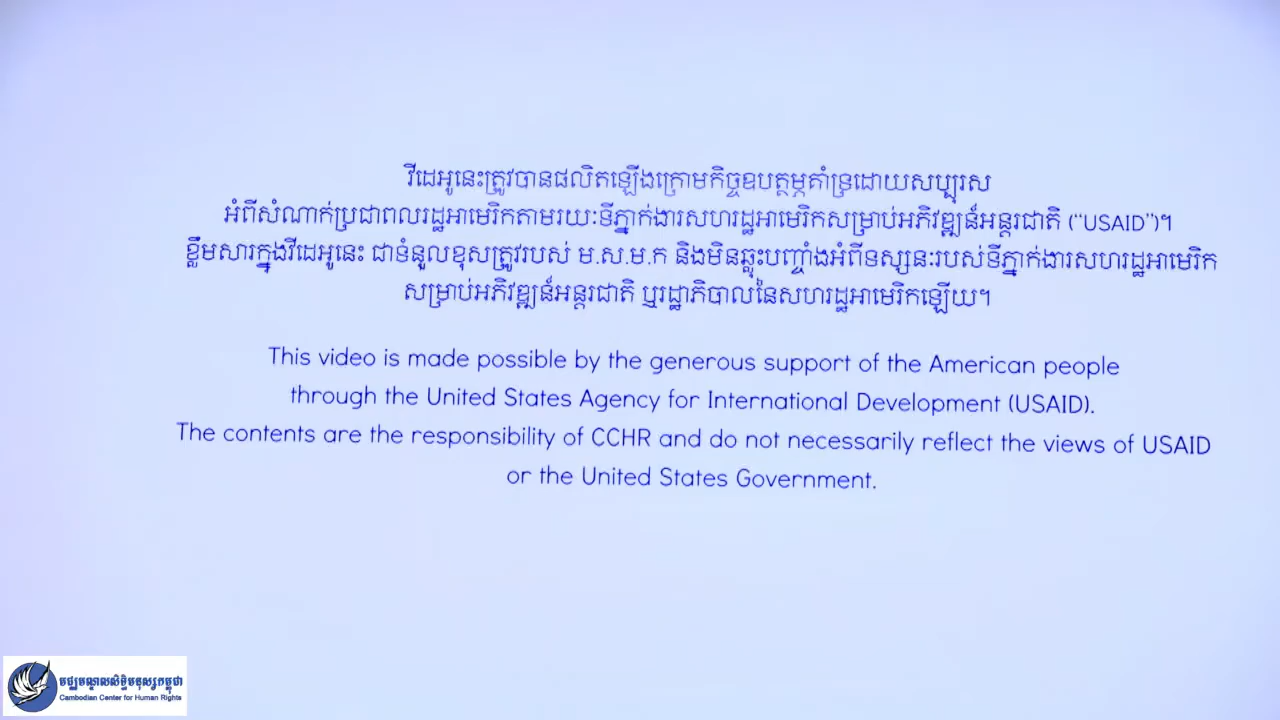 វីដេអូនេះត្រូវបានផលិតឡើងក្រោមកិច្ចឧបត្ថម្ភគាំទ្រដោយសប្បុរស
អំពីសំណាក់ប្រជាពលរដ្ឋអាមេរិកតាមរយៈទីភ្នាក់ងារសហរដ្ឋអាមេរិកសម្រាប់អភិវឌ្ឍន៍អន្តរជាតិ (“USAID”)។
ខ្លឹមសារក្នុងវីដេអូនេះ ជាទំនួលខុសត្រូវរបស់ ម.ស.ម.ក និងមិនឆ្លុះបញ្ចាំងអំពីទស្សនៈរបស់ទីភ្នាក់ងារសហរដ្ឋអាមេរិក
សម្រាប់អភិវឌ្ឍន៍អន្តរជាតិ ឬរដ្ឋាភិបាលនៃសហរដ្ឋអាមេរិកឡើយ។
This video is made possible by the generous support of the American people
through the United States Agency for International Development (USAID).
The contents are the responsibility of CCHR and do not necessarily reflect the views of USAID
or the United States Government.
មជ្ឈមណ្ឌលសិទ្ធិមនុស្សកម្ពុជា
Cambodian Center for Human Rights